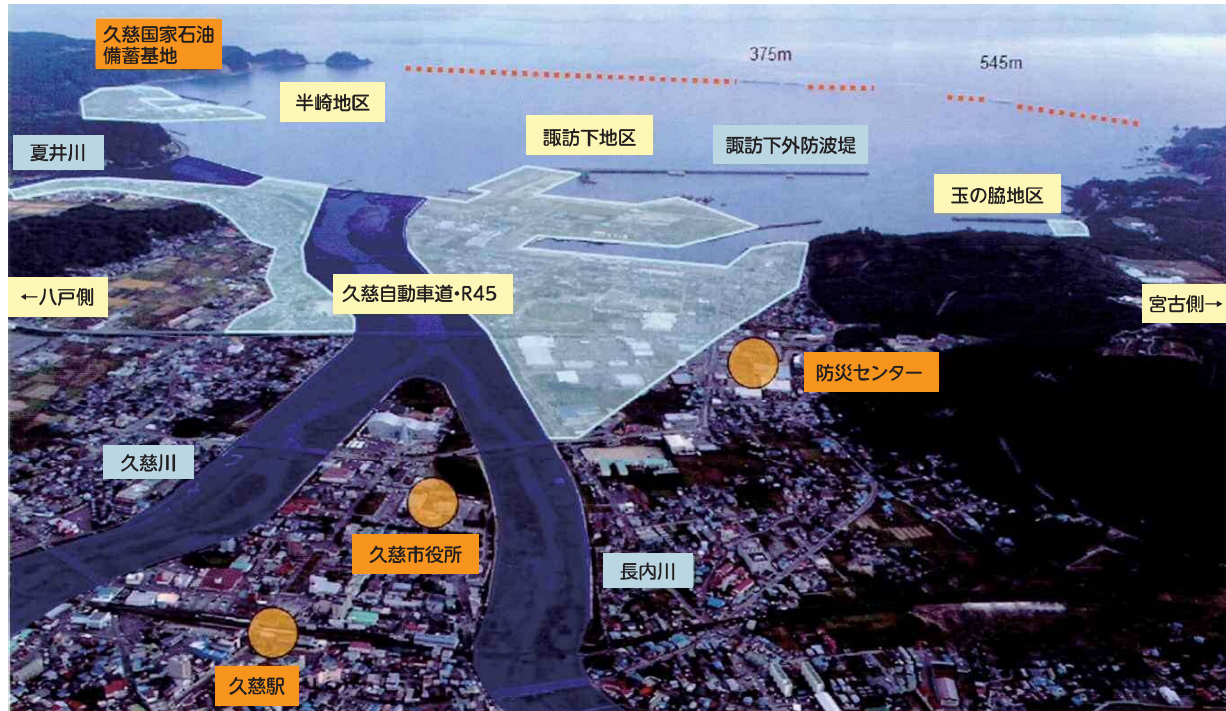 久慈国家石油
備蓄基地
375m
545m
半崎地区
夏井川
諏訪下地区
諏訪下外防波堤
玉の脇地区
←八戸側
久慈自動車道・R45
宮古側→
防災センター
久慈川
久慈市役所
長内川
久慈駅